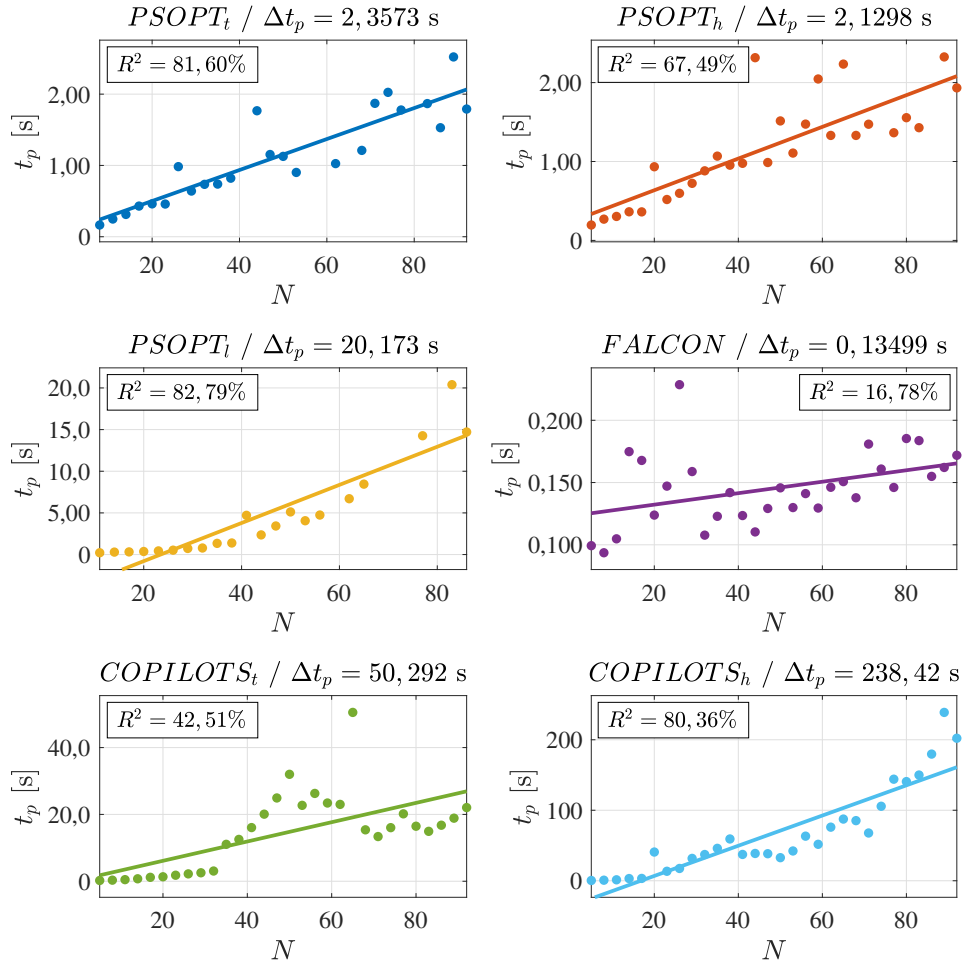 PSOPT_t / Δt_p = 2,3573 s
R² = 81,60%
2,00
1,00
0
t_p [s]
20 40 60 80
N
PSOPT_h / Δt_p = 2,1298 s
R² = 67,49%
2,00
1,00
0
t_p [s]
20 40 60 80
N
PSOPT_l / Δt_p = 20,173 s
R² = 82,79%
20,0
15,0
10,0
5,00
0
t_p [s]
20 40 60 80
N
FALCON / Δt_p = 0,13499 s
R² = 16,78%
0,200
0,150
0,100
t_p [s]
20 40 60 80
N
COPILOTS_t / Δt_p = 50,292 s
R² = 42,51%
40,0
20,0
0
t_p [s]
20 40 60 80
N
COPILOTS_h / Δt_p = 238,42 s
R² = 80,36%
200
100
0
t_p [s]
20 40 60 80
N